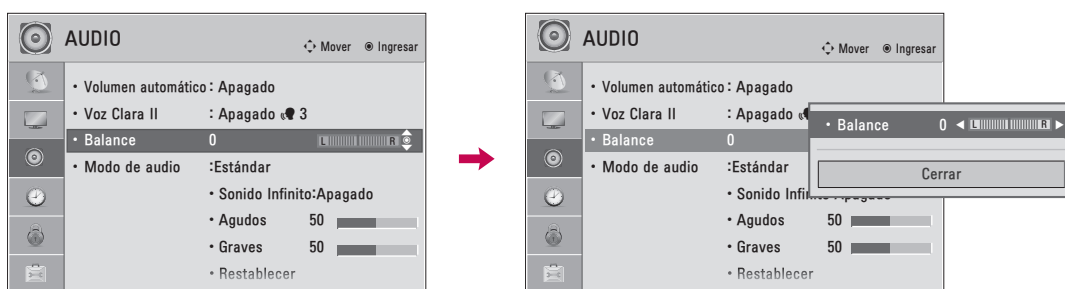 AUDIO
Mover Ingresar
• Volumen automático : Apagado
• Voz Clara II : Apagado 3
• Balance 0 L R
• Modo de audio :Estándar
• Sonido Infinito:Apagado
• Agudos 50
• Graves 50
• Restablecer
AUDIO
Mover Ingresar
• Volumen automático : Apagado
• Voz Clara II : Apagado
• Balance 0
• Modo de audio :Estándar
• Sonido Infi
• Agudos 50
• Graves 50
• Restablecer
• Balance 0 L R
Cerrar